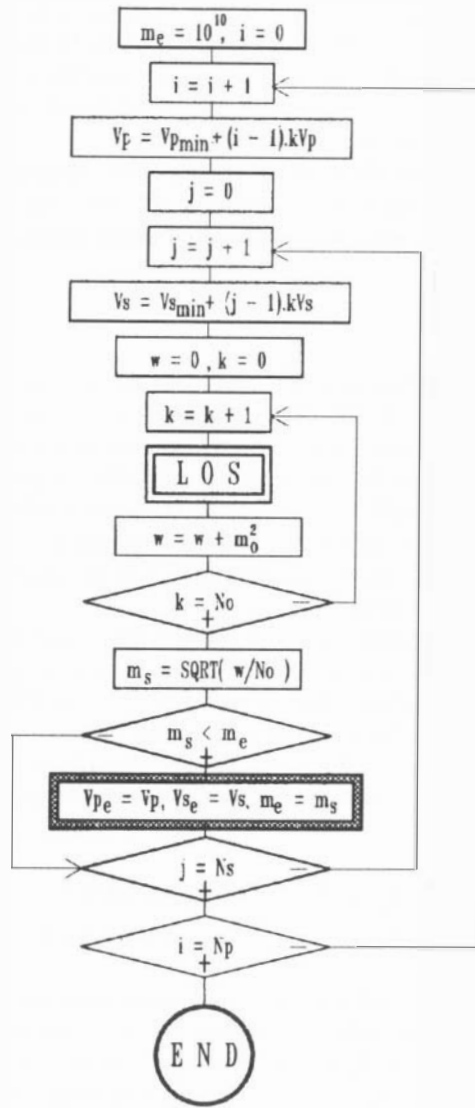 mₑ = 10¹⁰, i = 0
i = i + 1
Vp = Vpₘᵢₙ + (i − 1).kVp
j = 0
j = j + 1
Vs = Vsₘᵢₙ + (j − 1).kVs
w = 0, k = 0
k = k + 1
L O S
w = w + m₀²
k = No −
+
mₛ = SQRT( w/No )
− mₛ < mₑ
+
Vpₑ = Vp, Vsₑ = Vs, mₑ = mₛ
j = Ns −
+
i = Np −
+
E N D